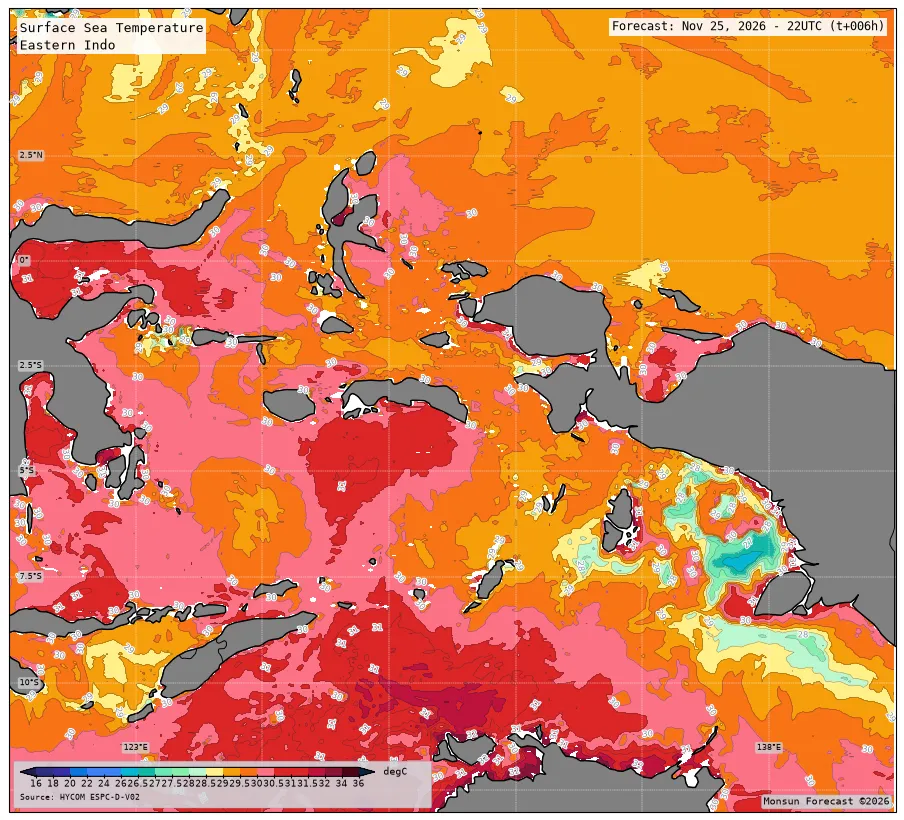 Surface Sea Temperature
Eastern Indo
Forecast: Nov 25, 2026 - 22UTC (t+006h)
2.5°N
0°
2.5°S
5°S
7.5°S
10°S
123°E
138°E
degC
16 18 20 22 24 26 26.5 27 27.5 28 28.5 29 29.5 30 30.5 31 31.5 32 34 36
Source: HYCOM ESPC-D-V02
Monsun Forecast ©2026